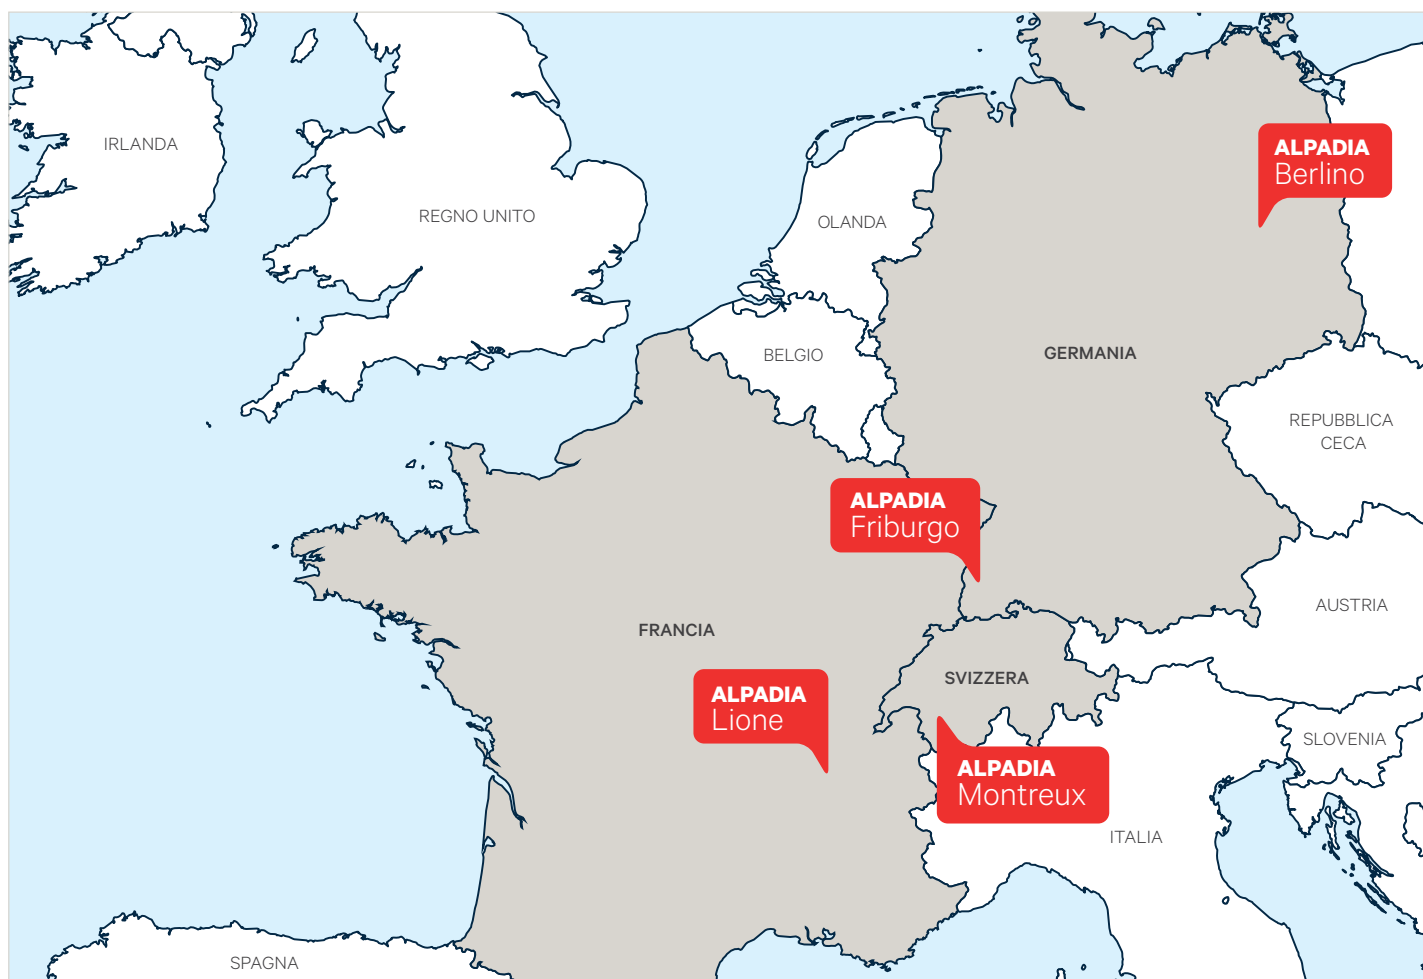 IRLANDA
ALPADIA
Berlino
REGNO UNITO
OLANDA
GERMANIA
BELGIO
REPUBBLICA
CECA
ALPADIA
Friburgo
AUSTRIA
FRANCIA
SVIZZERA
ALPADIA
Lione
SLOVENIA
ALPADIA
Montreux
ITALIA
SPAGNA